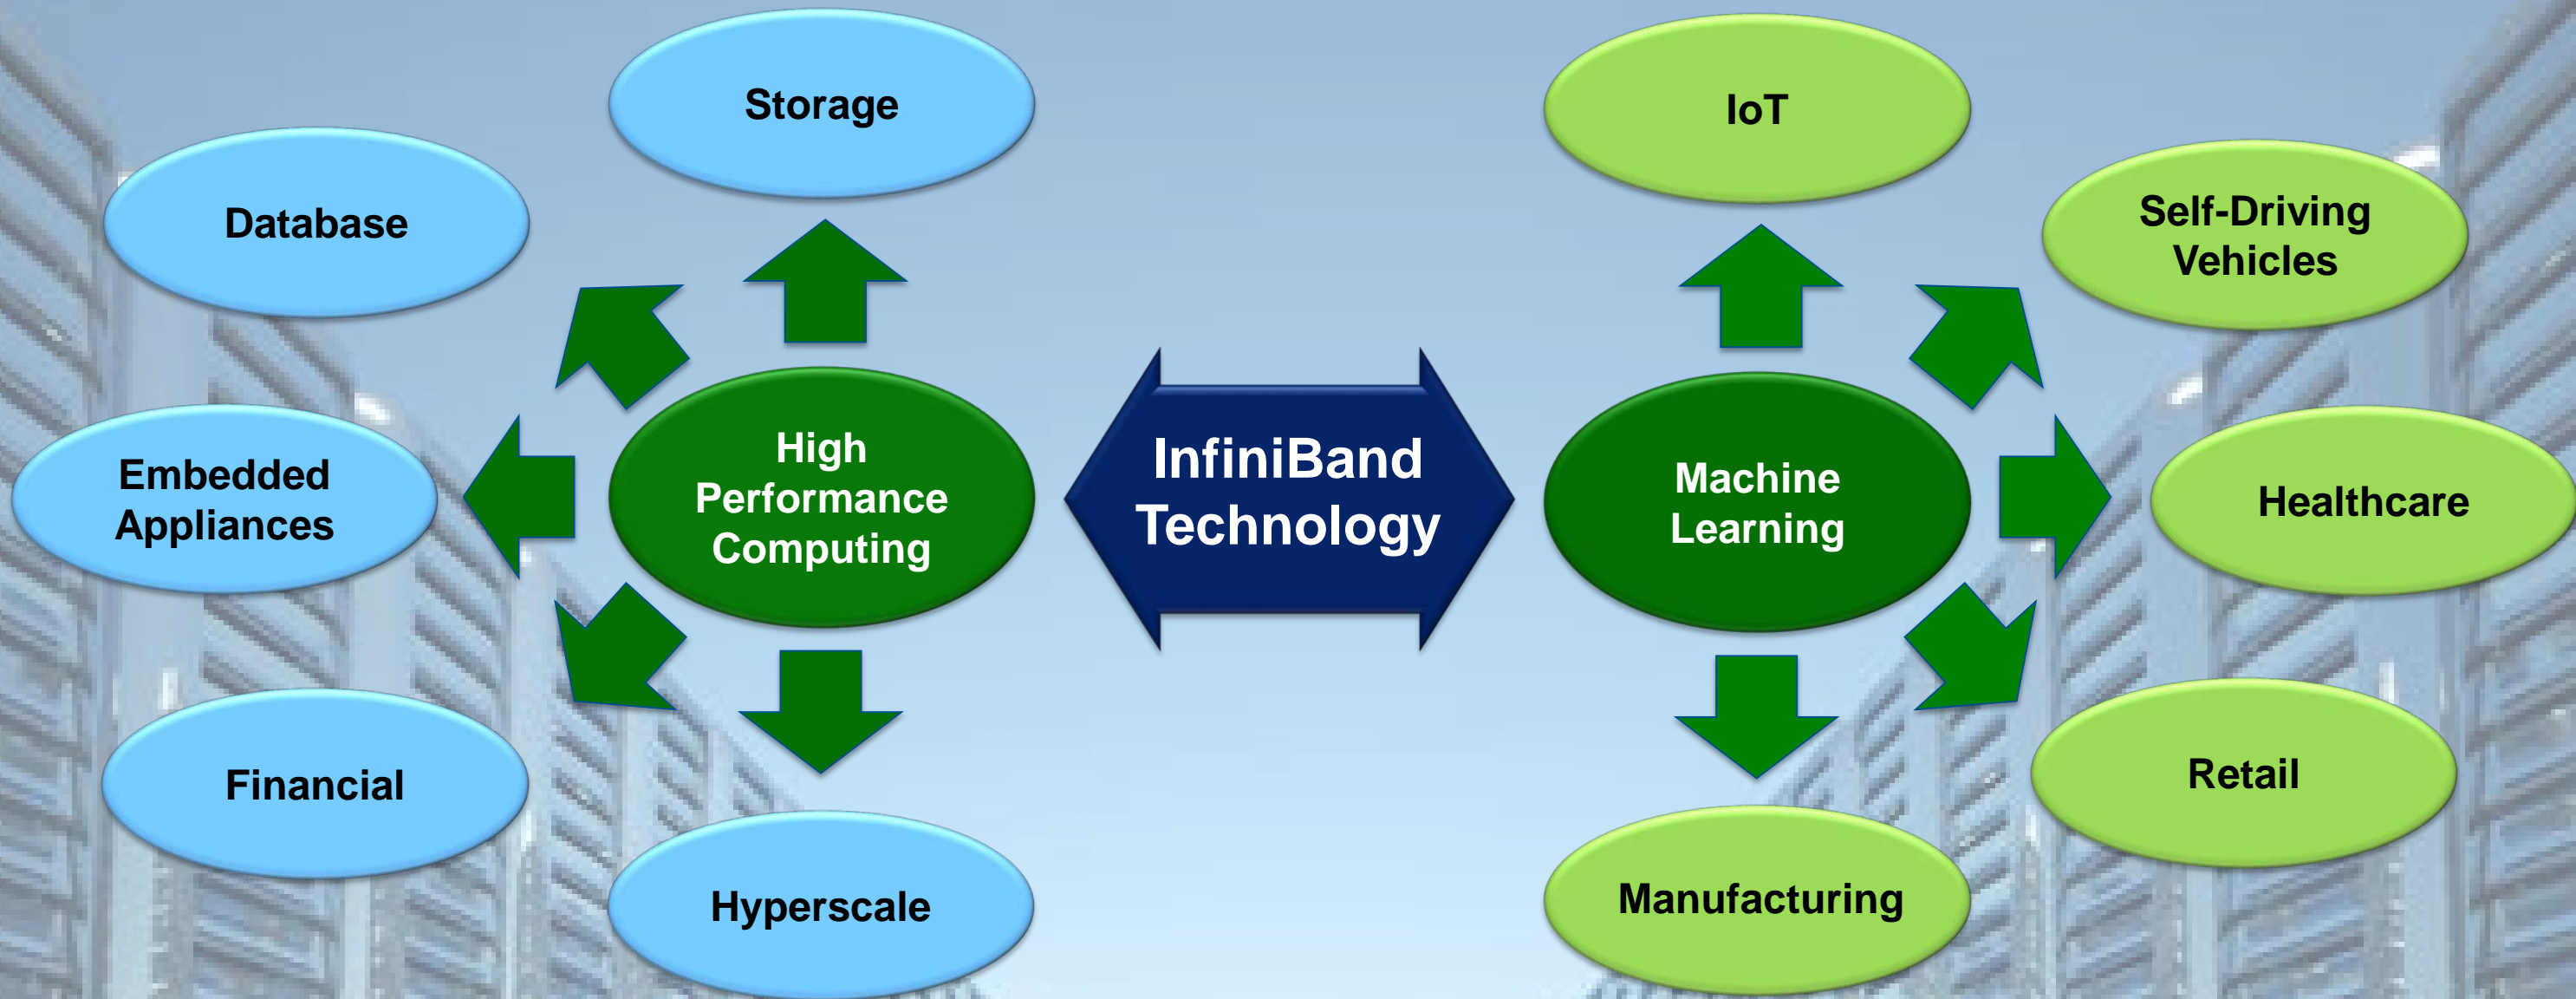 Storage
Database
Embedded
Appliances
Financial
Hyperscale
High
Performance
Computing
InfiniBand
Technology
Machine
Learning
IoT
Self-Driving
Vehicles
Healthcare
Retail
Manufacturing